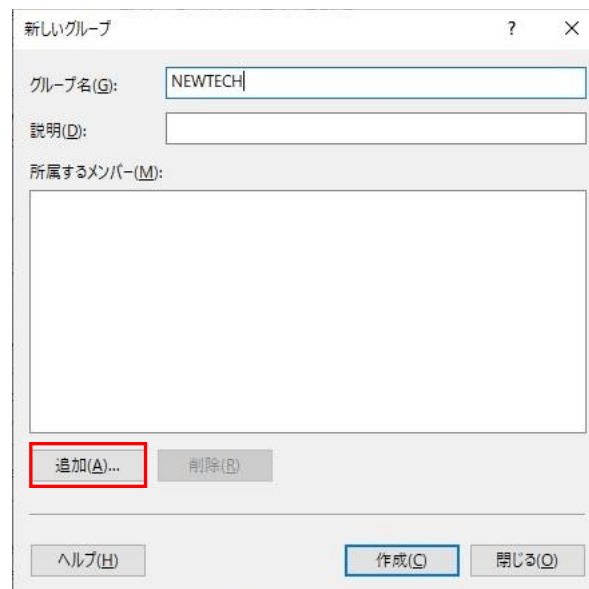 新しいグループ ? ×
グループ名(G): NEWTECH
説明(D):
所属するメンバー(M):
追加(A)... 削除(R)
ヘルプ(H) 作成(C) 閉じる(O)